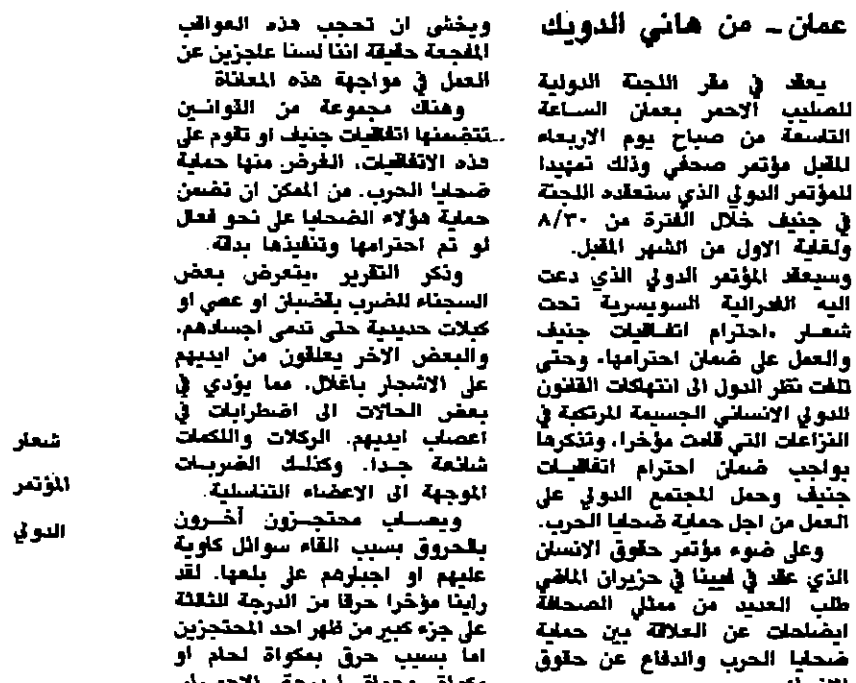 عمان ـ من هاني الدويك
يعقد في مقر اللجنة الدولية
للصليب الاحمر بعمان الساعة
التاسعة من صباح يوم الاربعاء
المقبل مؤتمر صحفي وذلك تمهيدا
للمؤتمر الدولي الذي ستعقده اللجنة
في جنيف خلال الفترة من ٨/٣٠
ولغاية الاول من الشهر المقبل.
وسيعقد المؤتمر الدولي الذي دعت
اليه الفدرالية السويسرية تحت
شعار «احترام اتفاقيات جنيف
والعمل على ضمان احترامها» وحتى
تلفت نظر الدول الى انتهاكات القانون
الدولي الانساني الجسيمة المرتكبة في
النزاعات التي قامت مؤخرا، وتذكرها
بواجب ضمان احترام اتفاقيات
جنيف وحمل المجتمع الدولي على
العمل من اجل حماية ضحايا الحرب.
وعلى ضوء مؤتمر حقوق الانسان
الذي عقد في فيينا في حزيران الماضي
طلب العديد من ممثلي الصحافة
ايضاحات عن العلاقة بين حماية
ضحايا الحرب والدفاع عن حقوق
ويخشى ان تحجب هذه العواقب
المفجعة حقيقة اننا لسنا عاجزين عن
العمل في مواجهة هذه المعاناة
وهناك مجموعة من القوانين
تتضمنها اتفاقيات جنيف او تقوم على
هذه الاتفاقيات، الغرض منها حماية
ضحايا الحرب. من الممكن ان تضمن
حماية هؤلاء الضحايا على نحو فعال
لو تم احترامها وتنفيذها بدقة.
وذكر التقرير «يتعرض بعض
السجناء للضرب بقضبان او عصي او
كبلات حديدية حتى تدمى اجسادهم.
والبعض الاخر يعلقون من ايديهم
على الاشجار باغلال، مما يؤدي في
بعض الحالات الى اضطرابات في
اعصاب ايديهم. الركلات واللكمات
شائعة جدا، وكذلك الضربات
الموجهة الى الاعضاء التناسلية.
ويصاب محتجزون آخرون
بالحروق بسبب القاء سوائل كاوية
عليهم او اجبارهم على بلعها. لقد
راينا مؤخرا حرقا من الدرجة الثالثة
على جزء كبير من ظهر احد المحتجزين
اما بسبب حرق بمكواة لحام او
شعار
المؤتمر
الدولي